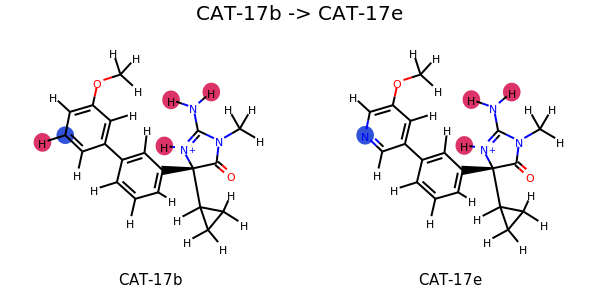 CAT-17b -> CAT-17e
H H H H
O O
H H H H
H H H H
N H H N H H
H H H H
N
H N H N H
H N+ H N+
H O H O
H H
H H
H H
H H H H
H H
H H
H H
CAT-17b CAT-17e